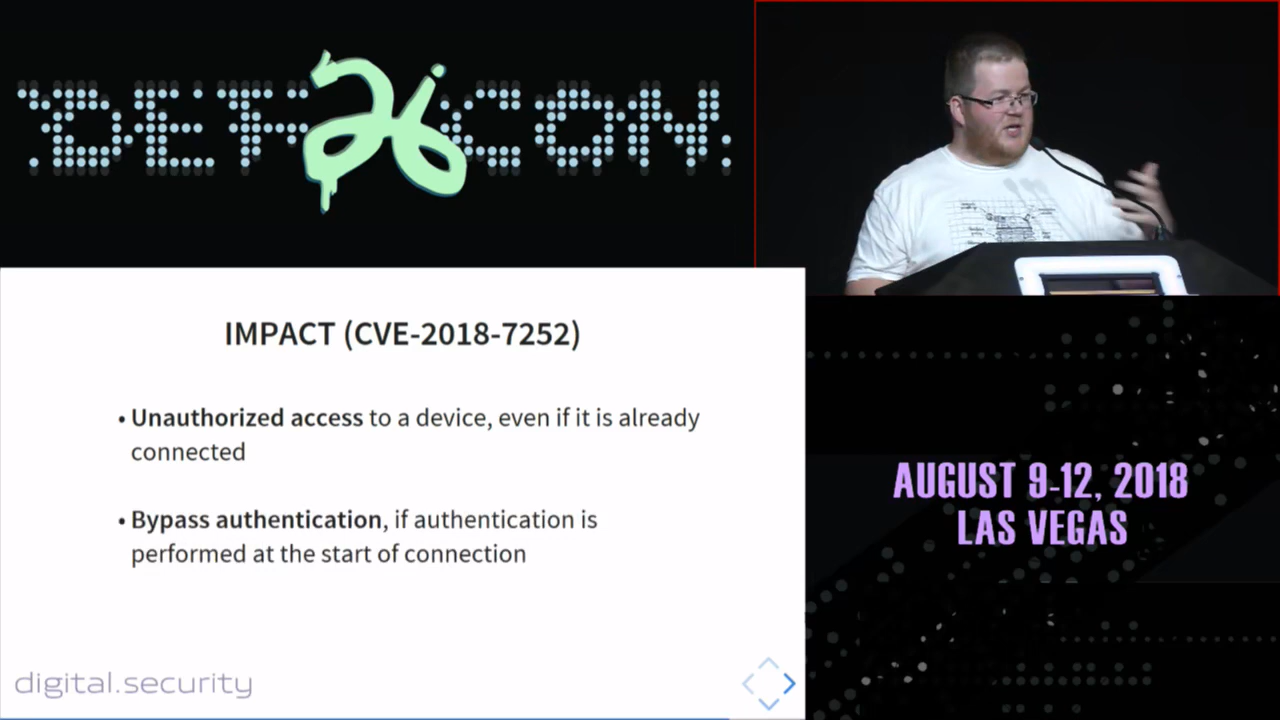 DEF 26 CON
IMPACT (CVE-2018-7252)
• Unauthorized access to a device, even if it is already
connected
• Bypass authentication, if authentication is
performed at the start of connection
digital.security
AUGUST 9-12, 2018
LAS VEGAS